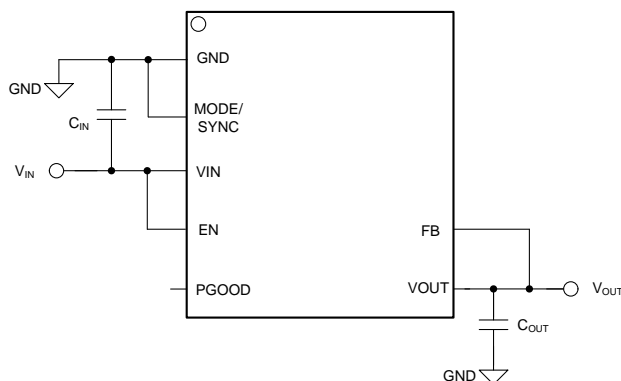 GND
GND
MODE/
SYNC
CIN
VIN
VIN
EN
FB
PGOOD
VOUT
VOUT
COUT
GND